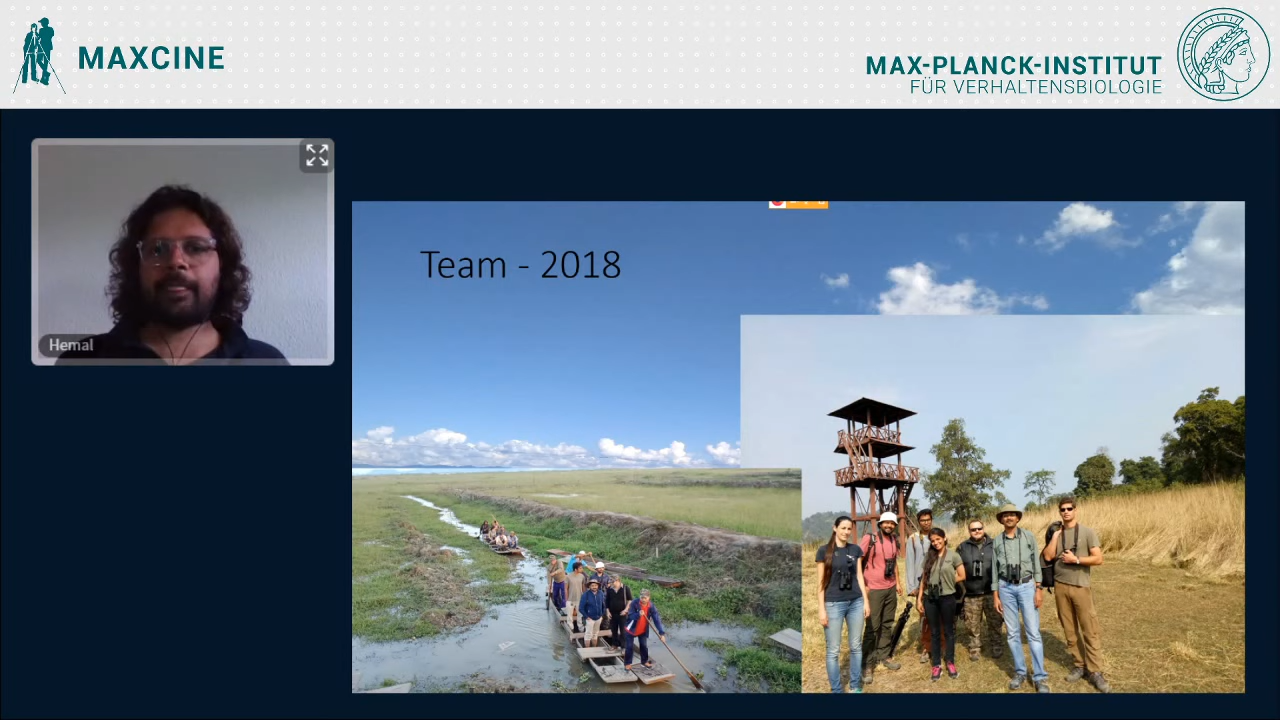 MAXCINE
MAX-PLANCK-INSTITUT
FÜR VERHALTENSBIOLOGIE
Hemal
Team - 2018